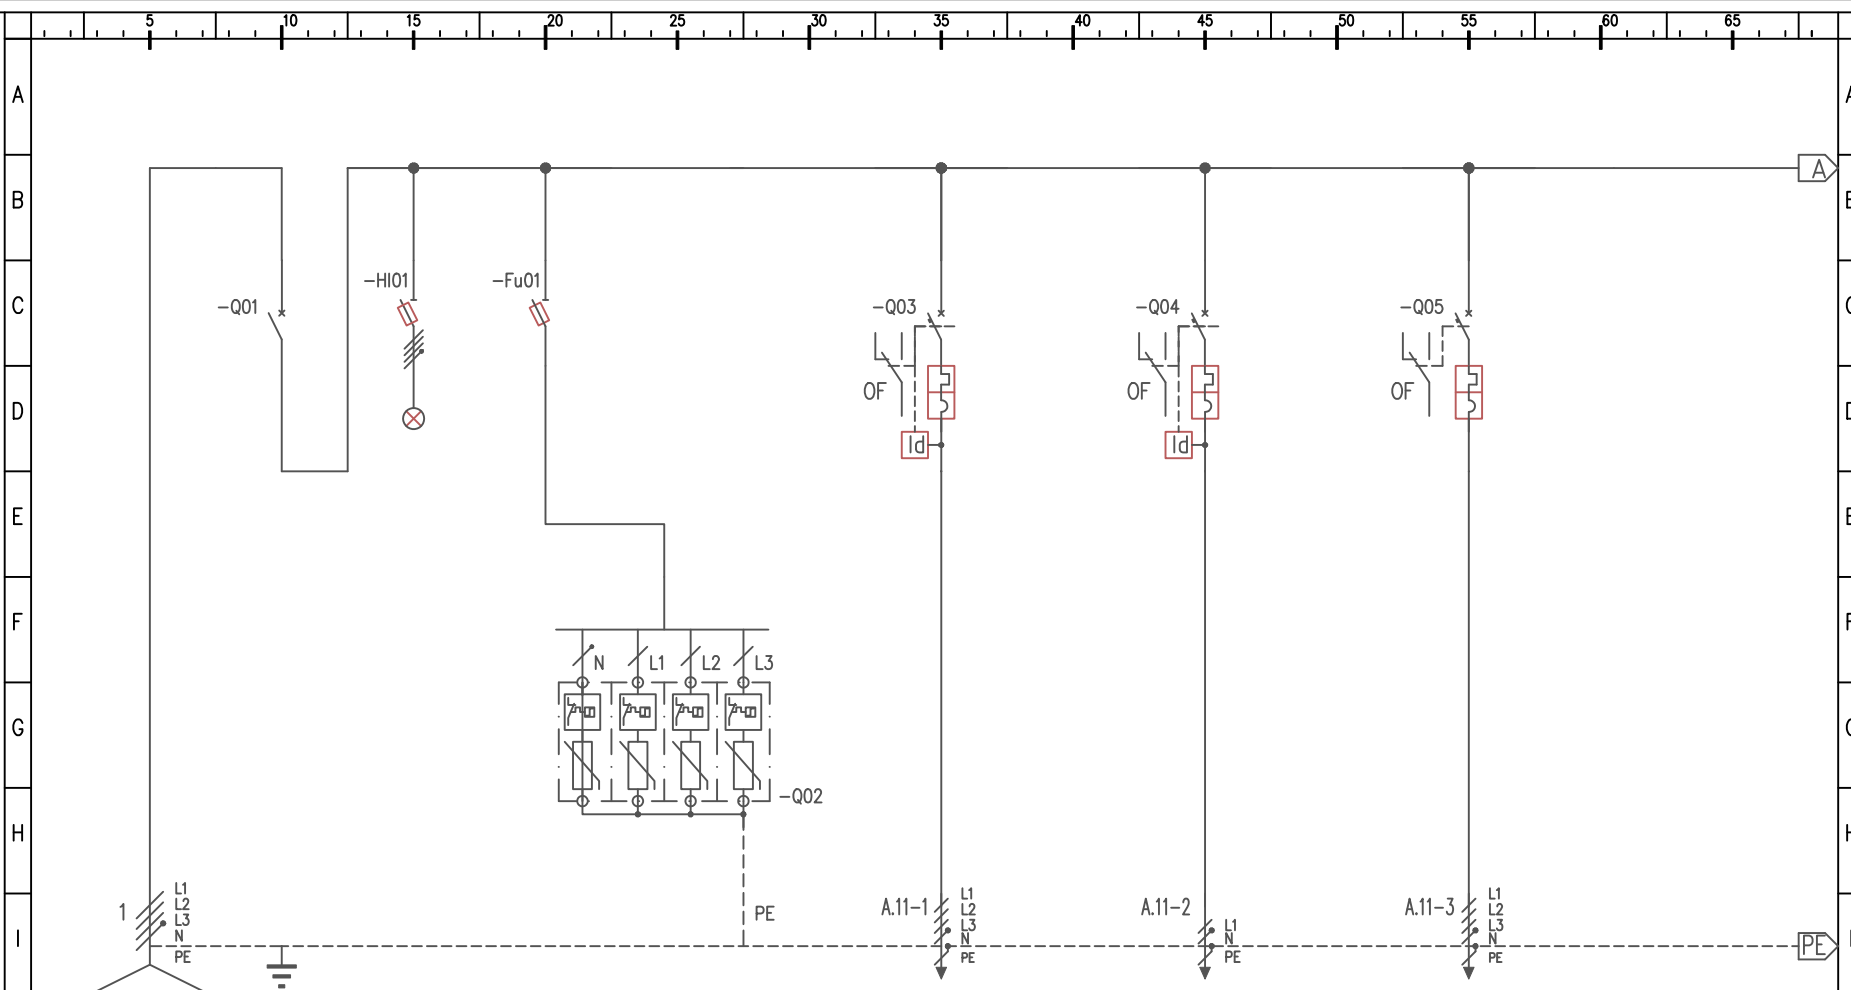 5 10 15 20 25 30 35 40 45 50 55 60 65
A A
A
B B
-HI01 -Fu01
C -Q01 -Q03 -Q04 -Q05
OF OF OF
D D
Id Id
E E
F F
N L1 L2 L3
G
-Q02
H H
L1
L2
L3
N
PE
1
PE
A.11-1
L1
L2
L3
N
PE
A.11-2
L1
N
PE
A.11-3
L1
L2
L3
N
PE
I
PE